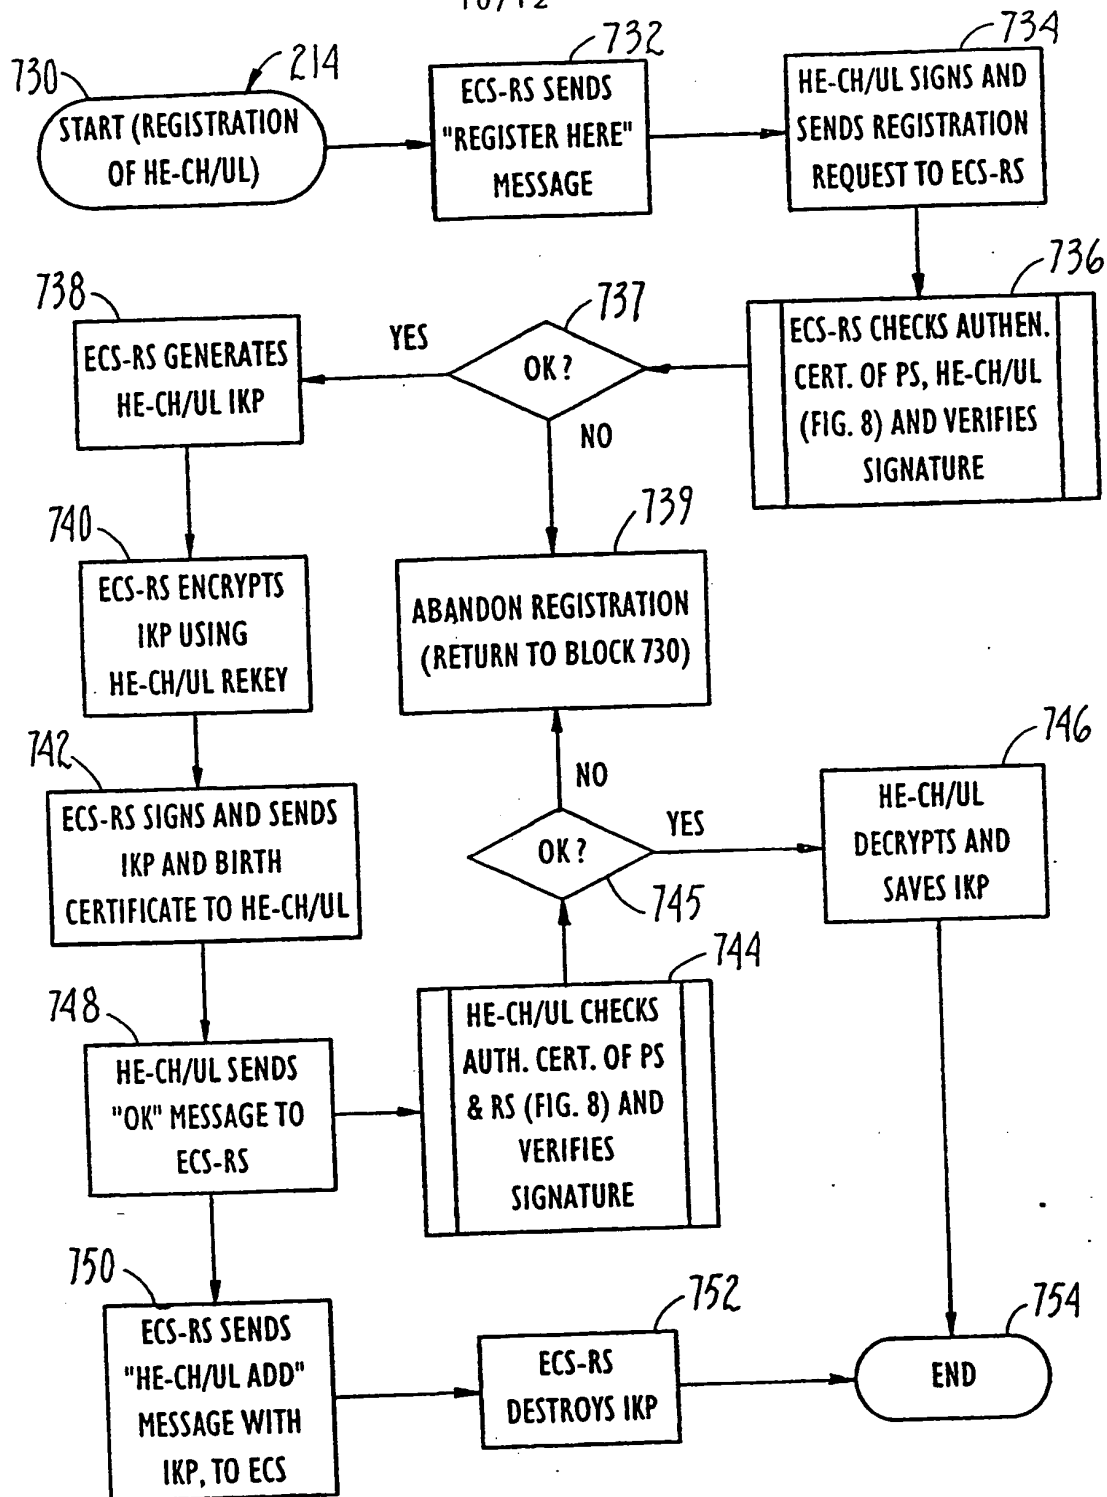 10/12
730
214
START (REGISTRATION
OF HE-CH/UL)
732
ECS-RS SENDS
"REGISTER HERE"
MESSAGE
734
HE-CH/UL SIGNS AND
SENDS REGISTRATION
REQUEST TO ECS-RS
736
ECS-RS CHECKS AUTHEN.
CERT. OF PS, HE-CH/UL
(FIG. 8) AND VERIFIES
SIGNATURE
737
OK?
YES
NO
738
ECS-RS GENERATES
HE-CH/UL IKP
739
ABANDON REGISTRATION
(RETURN TO BLOCK 730)
740
ECS-RS ENCRYPTS
IKP USING
HE-CH/UL REKEY
742
ECS-RS SIGNS AND SENDS
IKP AND BIRTH
CERTIFICATE TO HE-CH/UL
NO
OK?
YES
745
746
HE-CH/UL
DECRYPTS AND
SAVES IKP
744
HE-CH/UL CHECKS
AUTH. CERT. OF PS
& RS (FIG. 8) AND
VERIFIES
SIGNATURE
748
HE-CH/UL SENDS
"OK" MESSAGE TO
ECS-RS
750
ECS-RS SENDS
"HE-CH/UL ADD"
MESSAGE WITH
IKP, TO ECS
752
ECS-RS
DESTROYS IKP
754
END